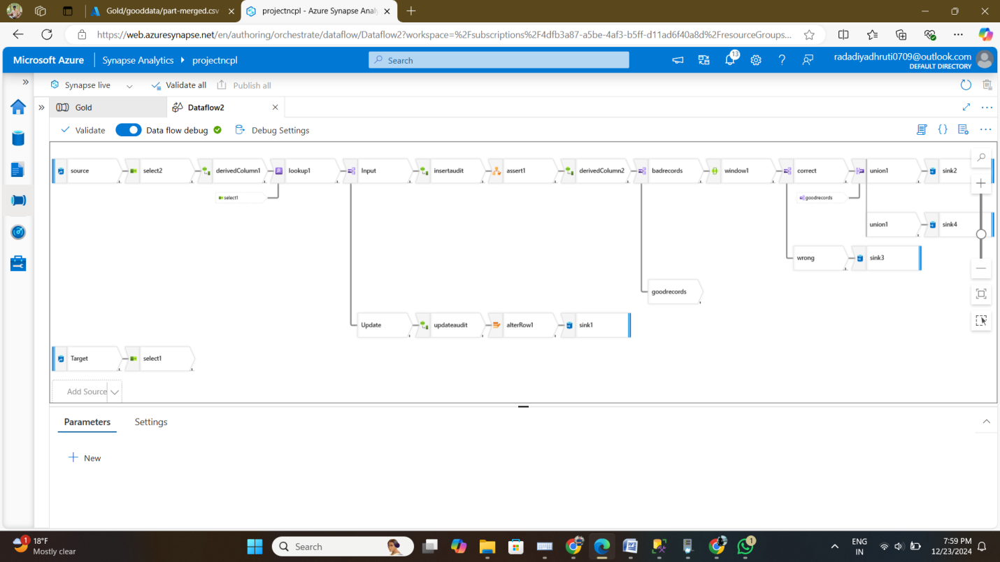 Gold/gooddata/part-merged.csv
projectncpl - Azure Synapse Anal
https://web.azuresynapse.net/en/authoring/orchestrate/dataflow/Dataflow2?workspace=%2Fsubscriptions%2F4dfb3a87-a5be-4af3-b5ff-d11ad6f40a8d%2FresourceGroups...
Microsoft Azure
Synapse Analytics
projectncpl
Search
13
radadiyadhruti0709@outlook.com
DEFAULT DIRECTORY
Synapse live
Validate all
Publish all
Gold
Dataflow2
Validate
Data flow debug
Debug Settings
source
select2
derivedColumn1
lookup1
Input
insertaudit
assert1
derivedColumn2
badrecords
window1
correct
union1
sink2
select1
goodrecords
union1
sink4
wrong
sink3
goodrecords
Update
updateaudit
alterRow1
sink1
Target
select1
Add Source
Parameters
Settings
New
1
18°F
Mostly clear
Search
1
ENG
IN
7:59 PM
12/23/2024